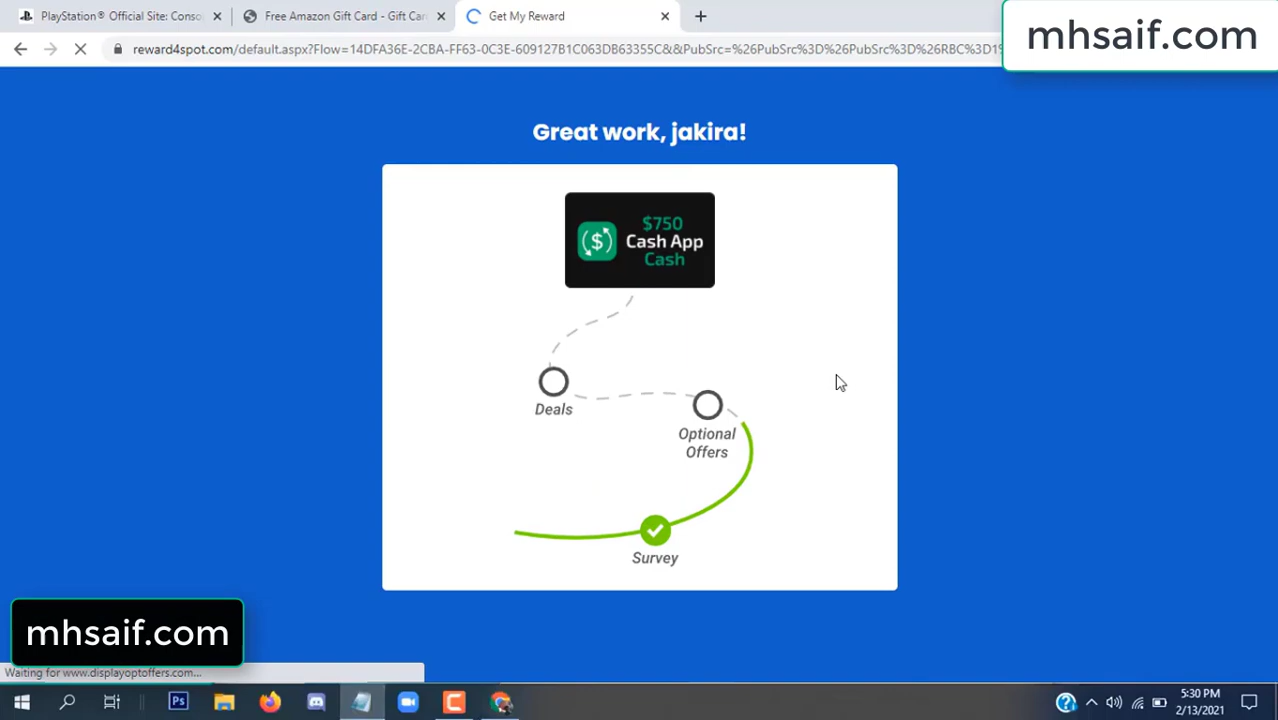 PlayStation® Official Site: Conso
Free Amazon Gift Card - Gift Car
Get My Reward
mhsaif.com
reward4spot.com/default.aspx?Flow=14DFA36E-2CBA-FF63-0C3E-609127B1C063DB63355C&&PubSrc=%26PubSrc%3D%26PubSrc%3D%26RBC%3D1%
Great work, jakira!
$750
Cash App
Cash
Deals
Optional
Offers
Survey
mhsaif.com
Waiting for www.displayoptoffers.com...
5:30 PM
2/13/2021